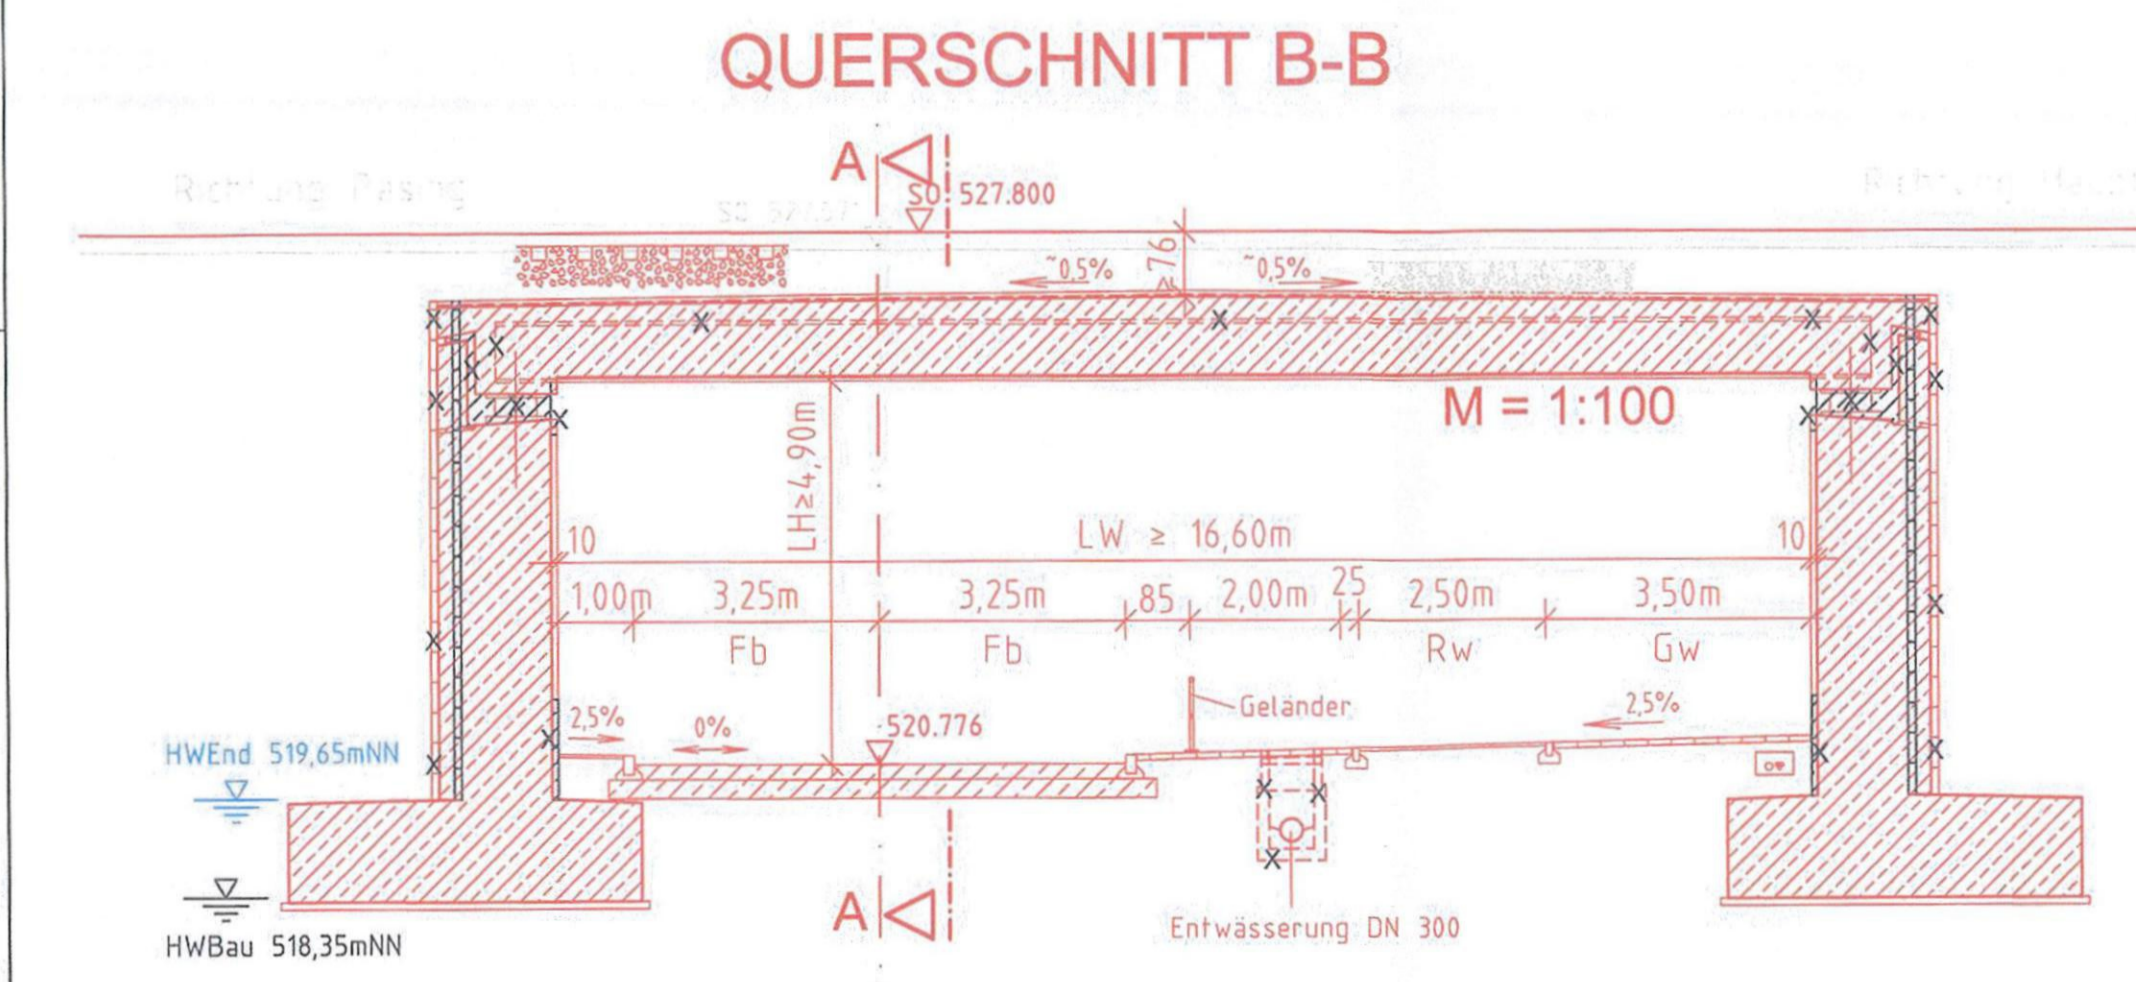 QUERSCHNITT B-B
A
SO 527.800
Richtung Pasing
≥76
~0,5%
~0,5%
M = 1:100
LH≥4,90m
10
LW ≥ 16,60m
10
1,00m
3,25m
3,25m
85
2,00m
25
2,50m
3,50m
Fb
Fb
Rw
Gw
2,5%
0%
520.776
Geländer
2,5%
HWEnd 519,65mNN
HWBau 518,35mNN
A
Entwässerung DN 300